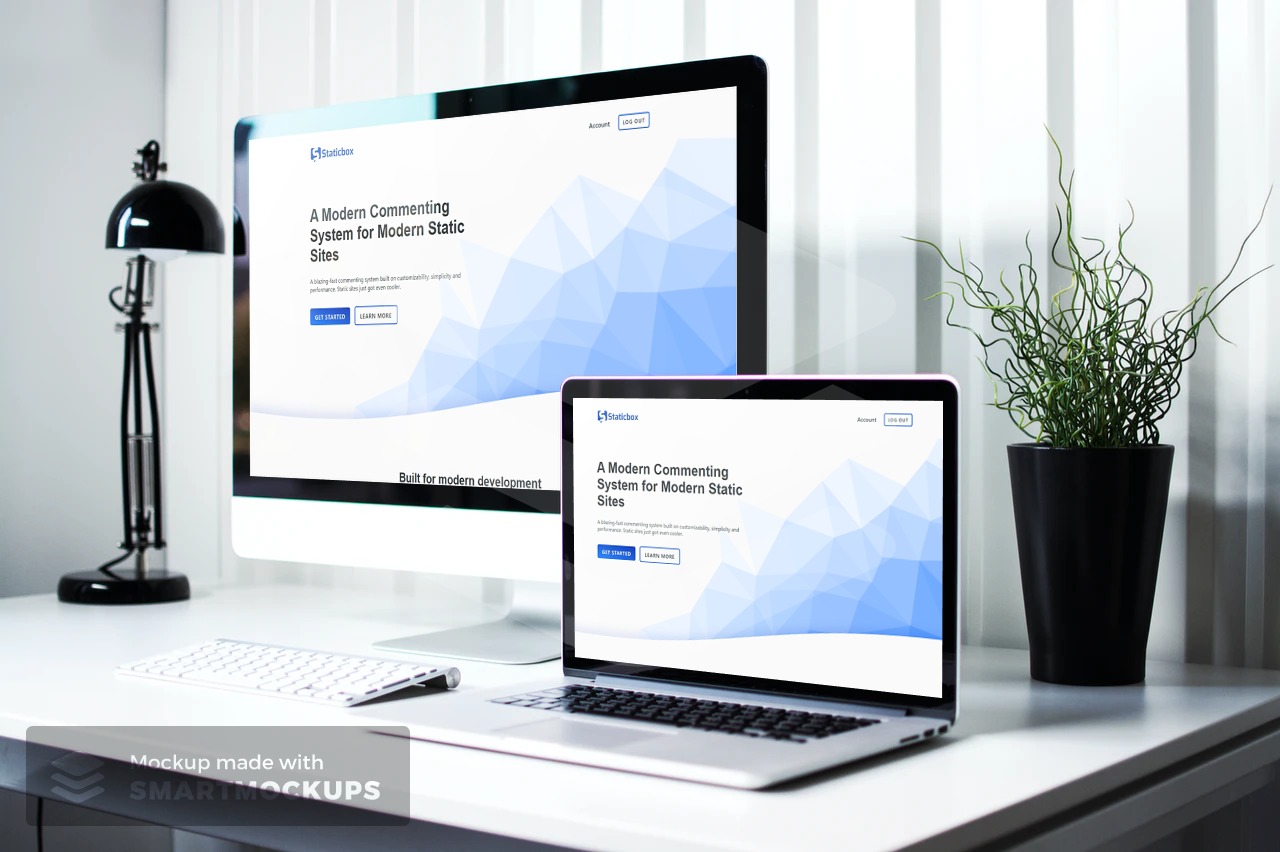 Account
LOG OUT
Staticbox
A Modern Commenting
System for Modern Static
Sites
A blazing-fast commenting system built on customizability, simplicity and
performance. Static sites just got even cooler.
GET STARTED
LEARN MORE
Built for modern development
Staticbox
Account
LOG OUT
A Modern Commenting
System for Modern Static
Sites
A blazing-fast commenting system built on customizability, simplicity and
performance. Static sites just got even cooler.
GET STARTED
LEARN MORE
Mockup made with
SMARTMOCKUPS